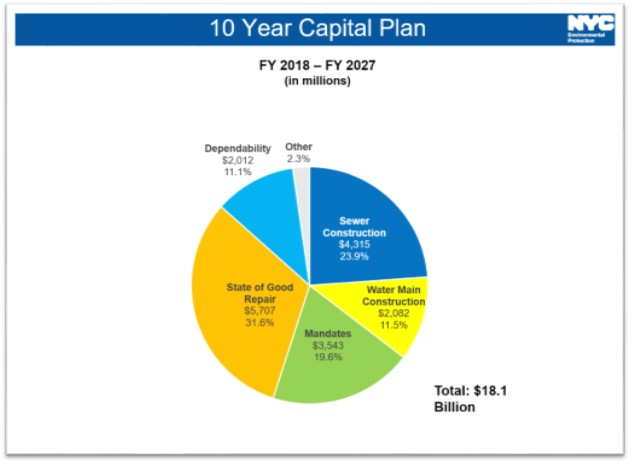 10 Year Capital Plan
NYC
Environmental
Protection
FY 2018 – FY 2027
(in millions)
Dependability
$2,012
11.1%
Other
2.3%
Sewer
Construction
$4,315
23.9%
Water Main
Construction
$2,082
11.5%
State of Good
Repair
$5,707
31.6%
Mandates
$3,543
19.6%
Total: $18.1
Billion